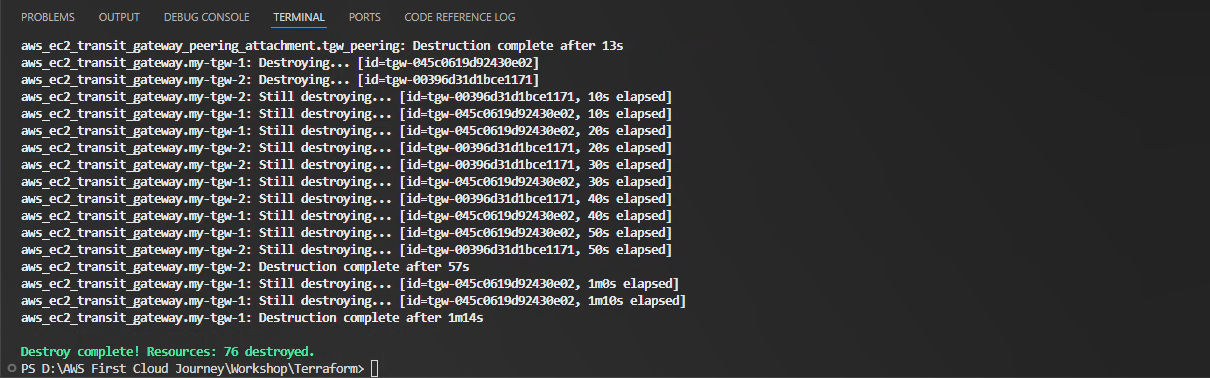 PROBLEMS OUTPUT DEBUG CONSOLE TERMINAL PORTS CODE REFERENCE LOG
aws_ec2_transit_gateway_peering_attachment.tgw_peering: Destruction complete after 13s
aws_ec2_transit_gateway.my-tgw-1: Destroying... [id=tgw-045c0619d92430e02]
aws_ec2_transit_gateway.my-tgw-2: Destroying... [id=tgw-00396d31d1bce1171]
aws_ec2_transit_gateway.my-tgw-2: Still destroying... [id=tgw-00396d31d1bce1171, 10s elapsed]
aws_ec2_transit_gateway.my-tgw-1: Still destroying... [id=tgw-045c0619d92430e02, 10s elapsed]
aws_ec2_transit_gateway.my-tgw-1: Still destroying... [id=tgw-045c0619d92430e02, 20s elapsed]
aws_ec2_transit_gateway.my-tgw-2: Still destroying... [id=tgw-00396d31d1bce1171, 20s elapsed]
aws_ec2_transit_gateway.my-tgw-2: Still destroying... [id=tgw-00396d31d1bce1171, 30s elapsed]
aws_ec2_transit_gateway.my-tgw-1: Still destroying... [id=tgw-045c0619d92430e02, 30s elapsed]
aws_ec2_transit_gateway.my-tgw-2: Still destroying... [id=tgw-00396d31d1bce1171, 40s elapsed]
aws_ec2_transit_gateway.my-tgw-1: Still destroying... [id=tgw-045c0619d92430e02, 40s elapsed]
aws_ec2_transit_gateway.my-tgw-1: Still destroying... [id=tgw-045c0619d92430e02, 50s elapsed]
aws_ec2_transit_gateway.my-tgw-2: Still destroying... [id=tgw-00396d31d1bce1171, 50s elapsed]
aws_ec2_transit_gateway.my-tgw-2: Destruction complete after 57s
aws_ec2_transit_gateway.my-tgw-1: Still destroying... [id=tgw-045c0619d92430e02, 1m0s elapsed]
aws_ec2_transit_gateway.my-tgw-1: Still destroying... [id=tgw-045c0619d92430e02, 1m10s elapsed]
aws_ec2_transit_gateway.my-tgw-1: Destruction complete after 1m14s
Destroy complete! Resources: 76 destroyed.
PS D:\AWS First Cloud Journey\Workshop\Terraform>